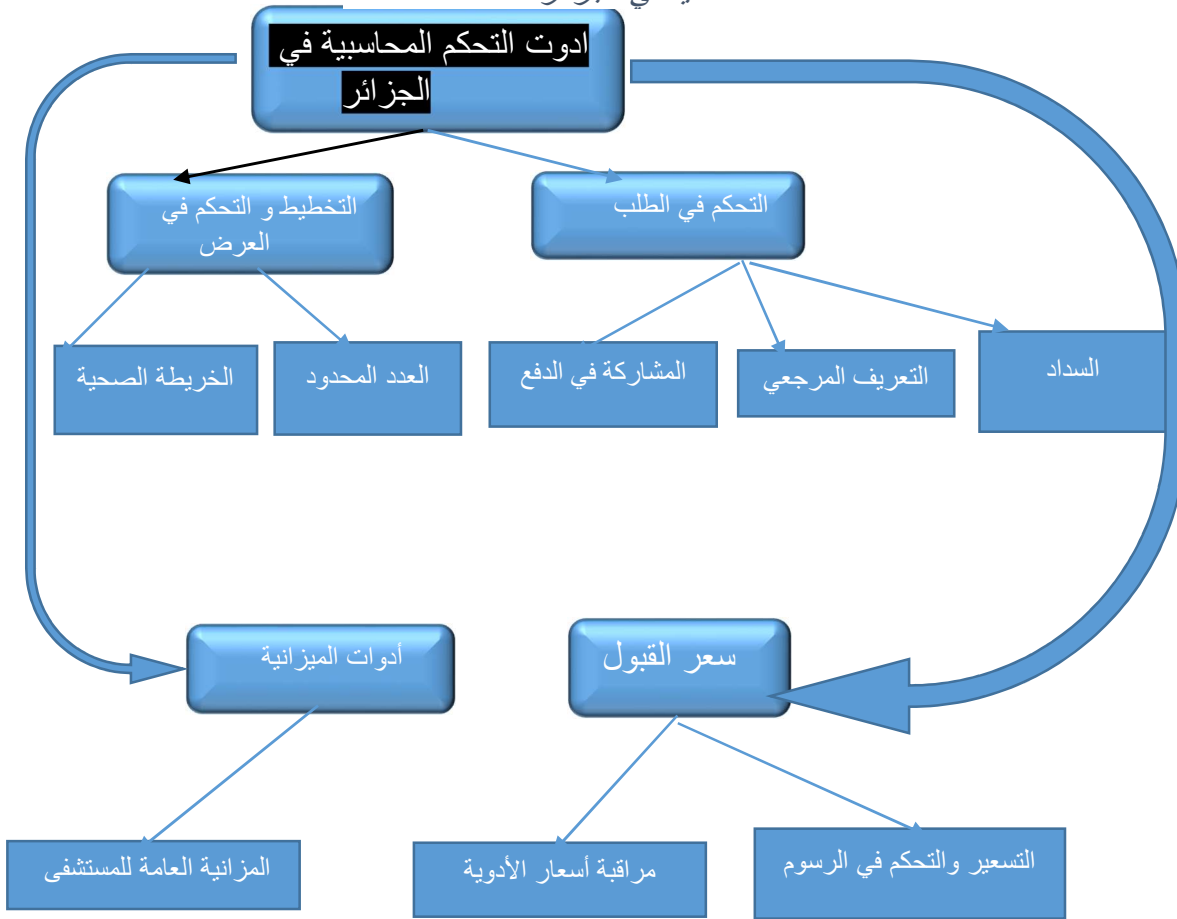 ادوت التحكم المحاسبية في
الجزائر
التحكم في الطلب
التخطيط و التحكم في
العرض
السداد
التعريف المرجعي
المشاركة في الدفع
العدد المحدود
الخريطة الصحية
سعر القبول
أدوات الميزانية
التسعير والتحكم في الرسوم
مراقبة أسعار الأدوية
المزانية العامة للمستشفى